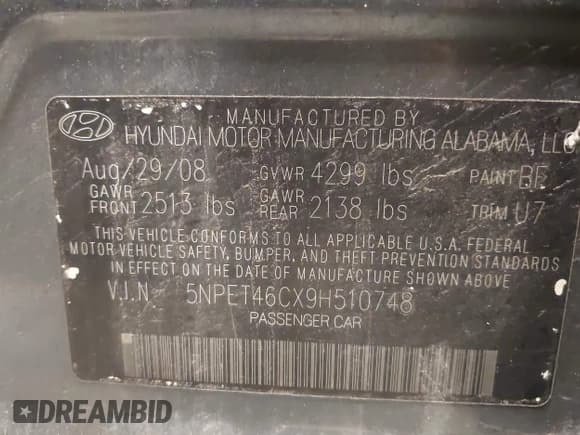 MANUFACTURED BY
HYUNDAI MOTOR MANUFACTURING ALABAMA, LLC
Aug/29/08 GVWR 4299 lbs PAINT BE
GAWR FRONT 2513 lbs GAWR REAR 2138 lbs TRIM U7
THIS VEHICLE CONFORMS TO ALL APPLICABLE U.S.A. FEDERAL
MOTOR VEHICLE SAFETY, BUMPER, AND THEFT PREVENTION STANDARDS
IN EFFECT ON THE DATE OF MANUFACTURE SHOWN ABOVE
V.I.N 5NPET46CX9H510748
PASSENGER CAR
DREAMBID